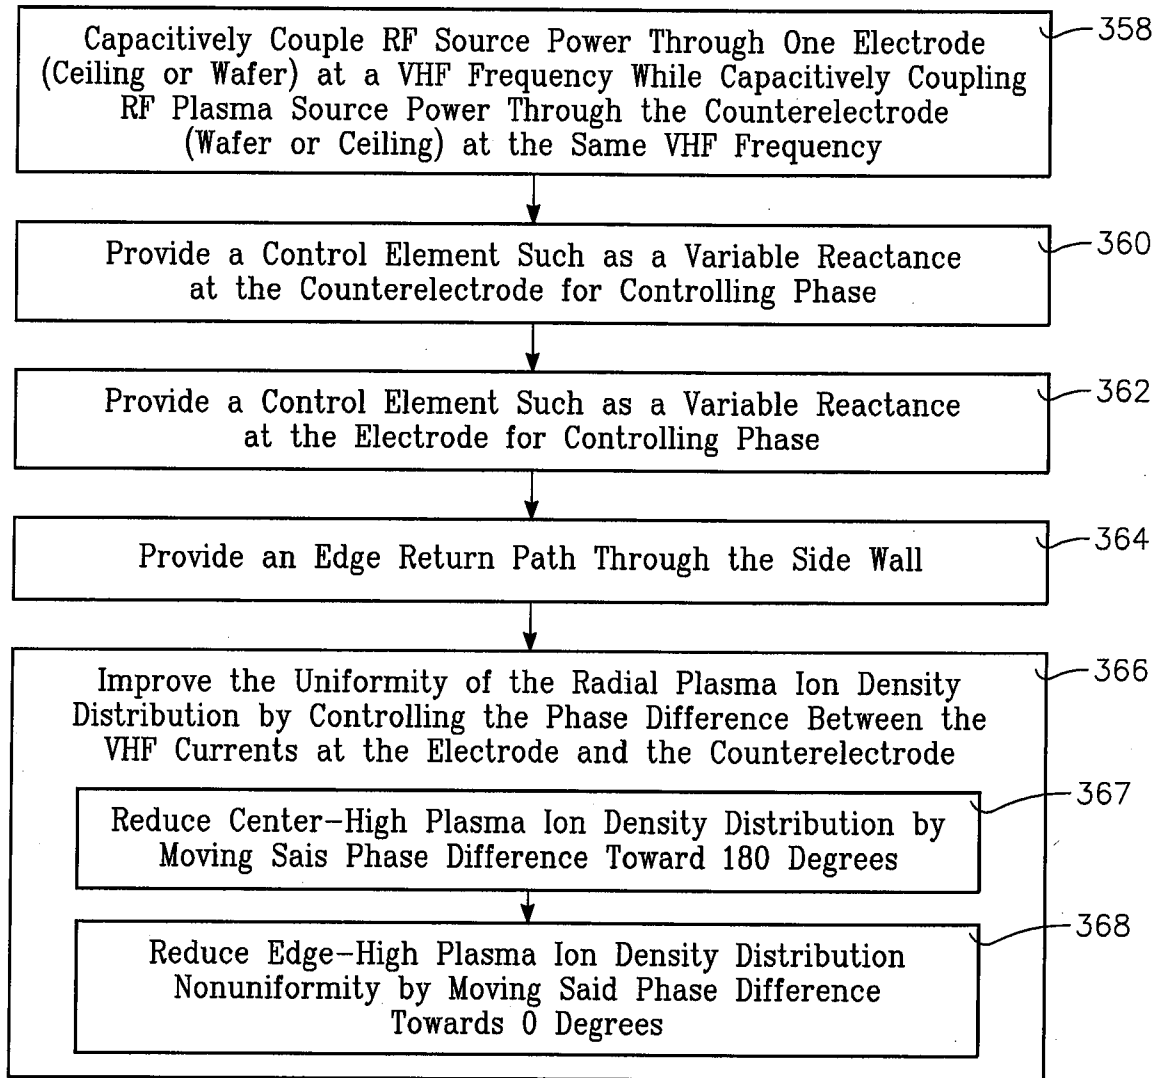 Capacitively Couple RF Source Power Through One Electrode
(Ceiling or Wafer) at a VHF Frequency While Capacitively Coupling
RF Plasma Source Power Through the Counterelectrode
(Wafer or Ceiling) at the Same VHF Frequency
358
Provide a Control Element Such as a Variable Reactance
at the Counterelectrode for Controlling Phase
360
Provide a Control Element Such as a Variable Reactance
at the Electrode for Controlling Phase
362
Provide an Edge Return Path Through the Side Wall
364
Improve the Uniformity of the Radial Plasma Ion Density
Distribution by Controlling the Phase Difference Between the
VHF Currents at the Electrode and the Counterelectrode
366
Reduce Center-High Plasma Ion Density Distribution by
Moving Sais Phase Difference Toward 180 Degrees
367
Reduce Edge-High Plasma Ion Density Distribution
Nonuniformity by Moving Said Phase Difference
Towards 0 Degrees
368